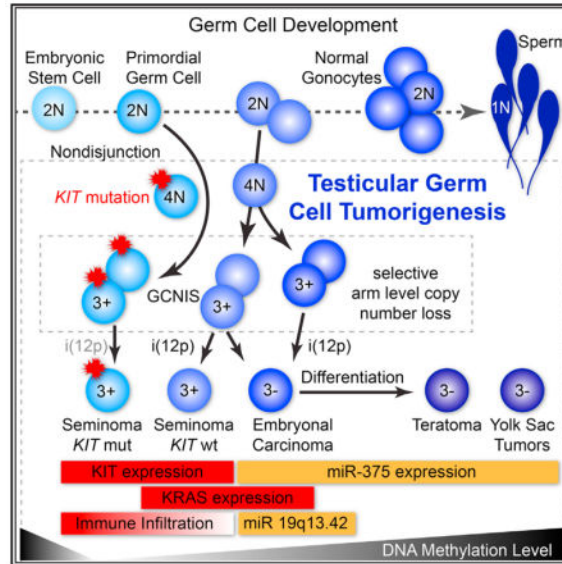 Germ Cell Development
Embryonic
Stem Cell
Primordial
Germ Cell
Normal
Gonocytes
Sperm
2N
2N
2N
2N
1N
Nondisjunction
KIT mutation
4N
4N
Testicular Germ
Cell Tumorigenesis
3+
GCNIS
3+
3+
selective
arm level copy
number loss
i(12p)
i(12p)
i(12p)
3+
3+
3-
Differentiation
3-
3-
Seminoma
KIT mut
Seminoma
KIT wt
Embryonal
Carcinoma
Teratoma
Yolk Sac
Tumors
KIT expression
miR-375 expression
KRAS expression
Immune Infiltration
miR 19q13.42
DNA Methylation Level